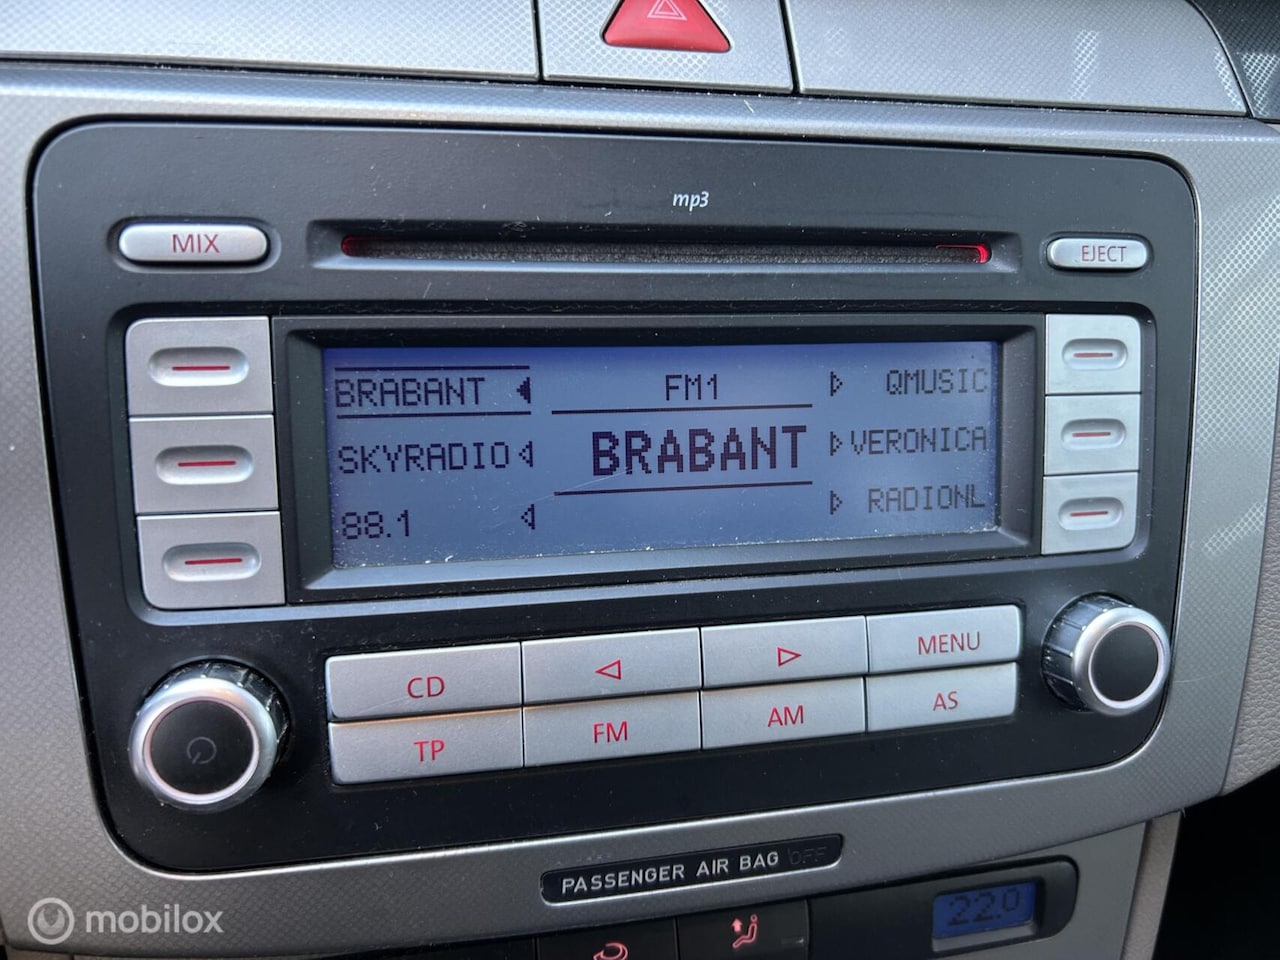 mp3
MIX
EJECT
BRABANT
FM1
QMUSIC
SKYRADIO
BRABANT
VERONICA
88.1
RADIONL
CD
MENU
TP
FM
AM
AS
PASSENGER AIR BAG OFF
22.0
mobilox